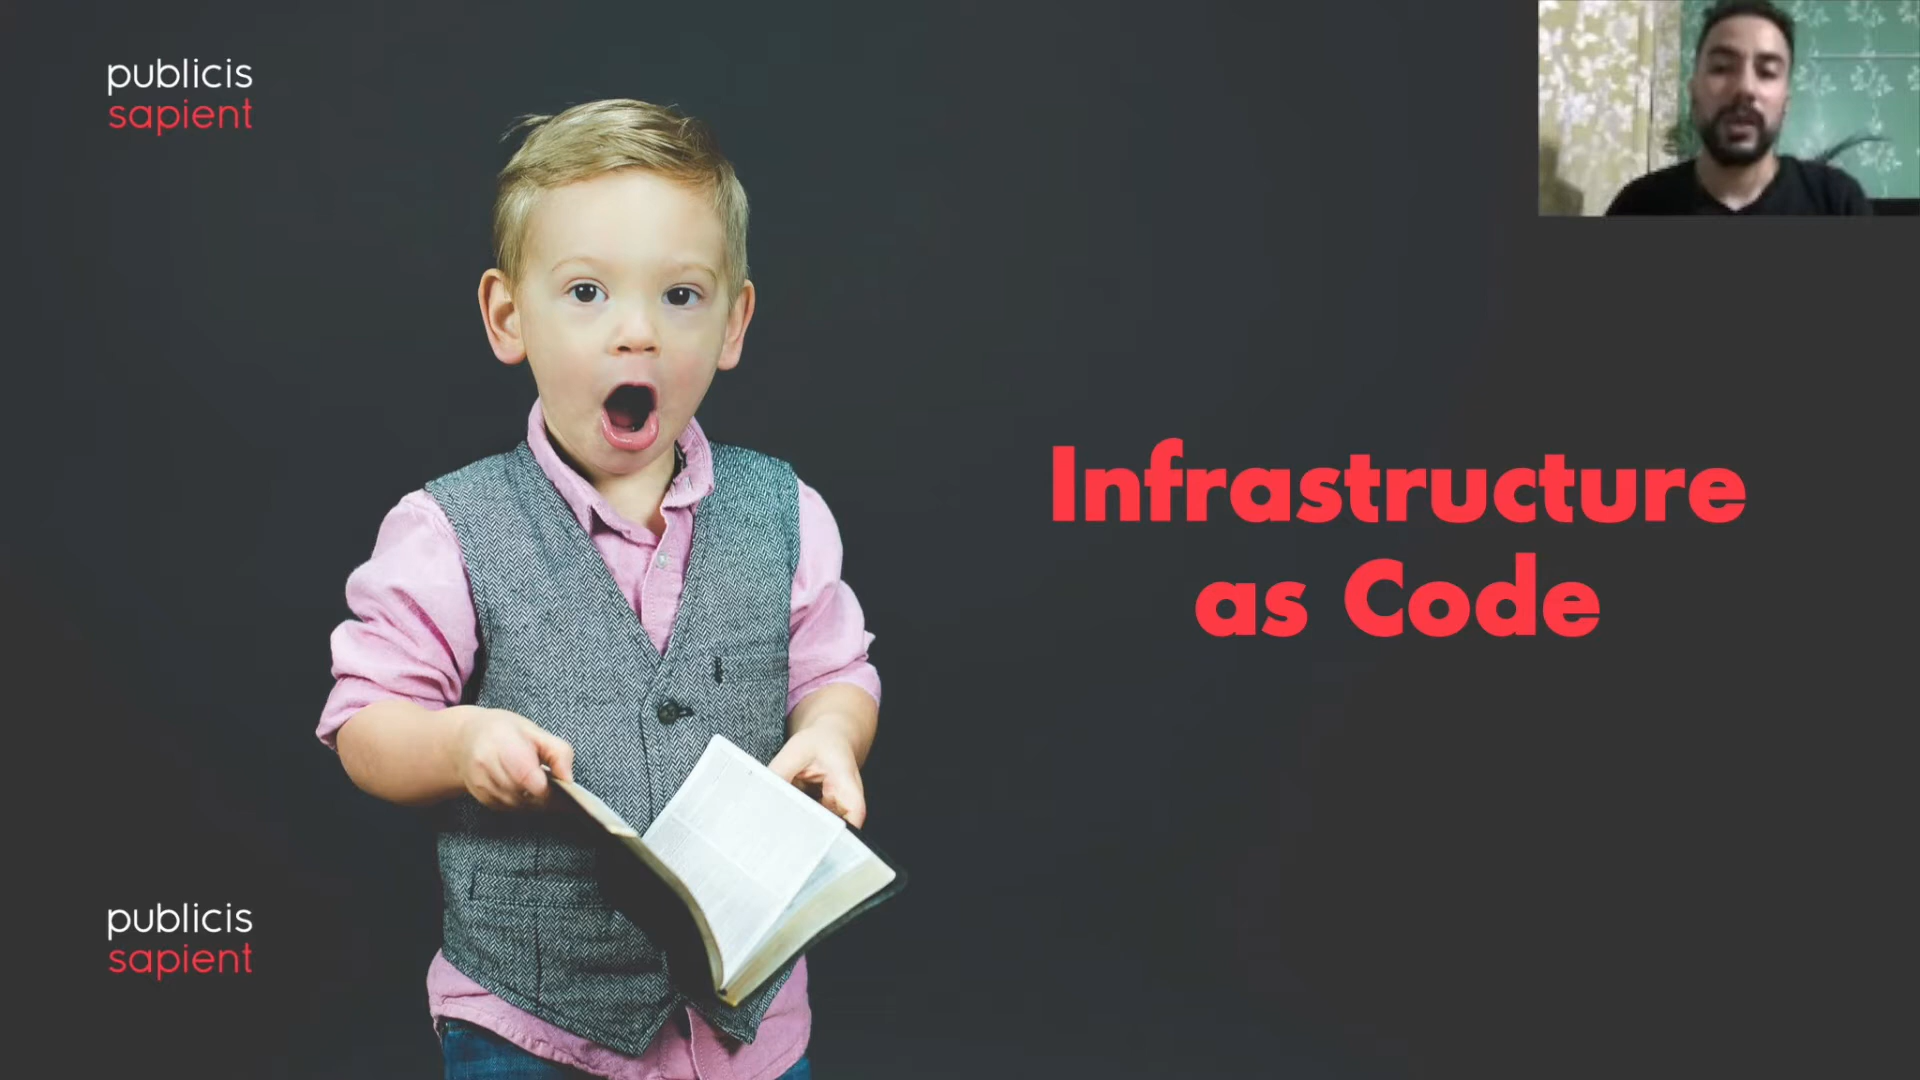 publicis
sapient
Infrastructure
as Code
publicis
sapient